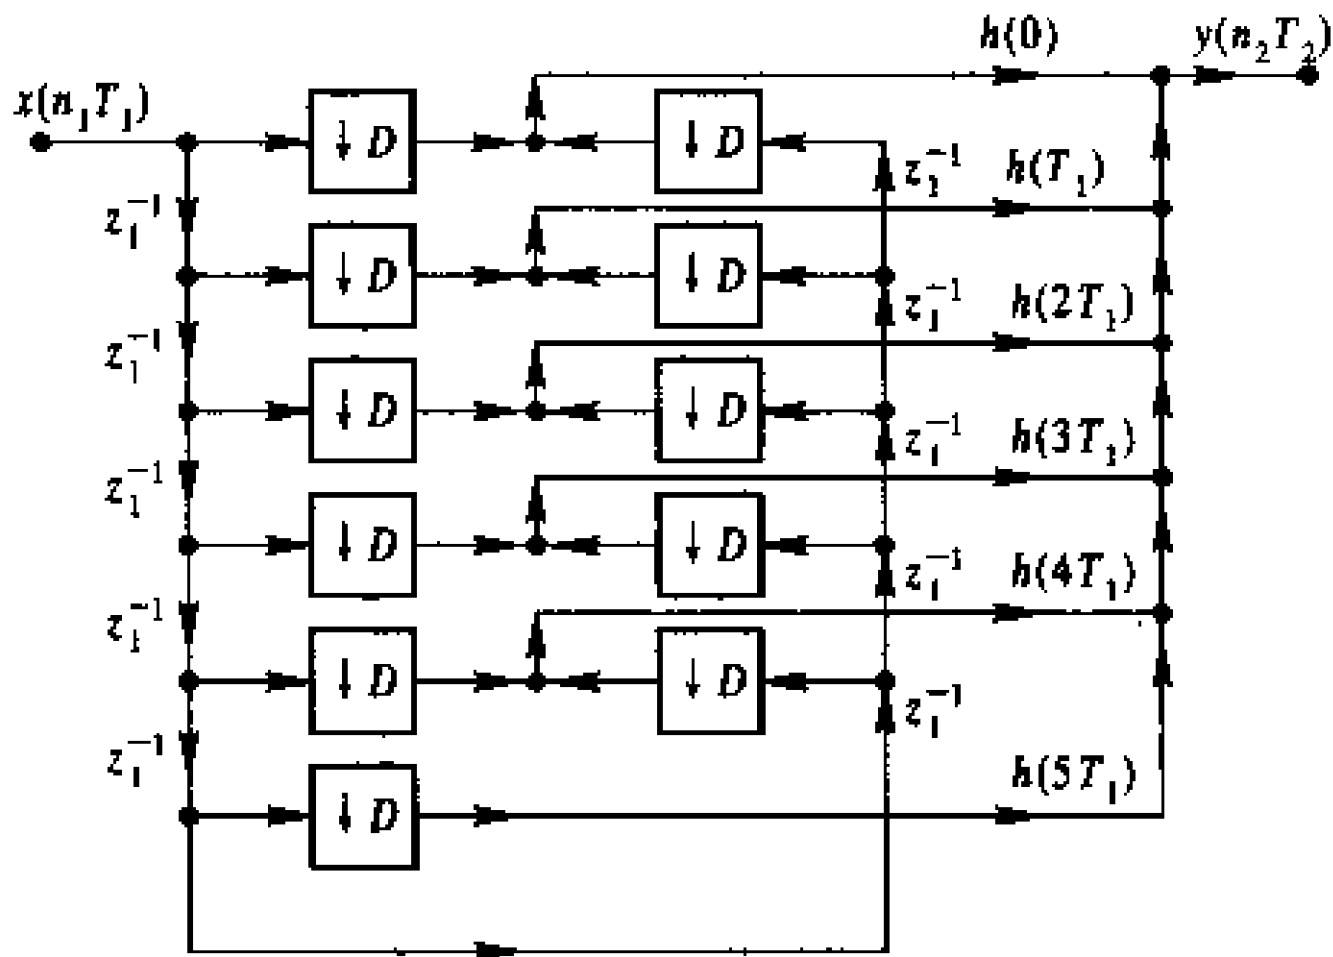 h(0) y(n₂T₂)
x(n₁T₁)
↓ D ↓ D
z₁⁻¹ z₁⁻¹ h(T₁)
↓ D ↓ D
z₁⁻¹ z₁⁻¹ h(2T₁)
↓ D ↓ D
z₁⁻¹ z₁⁻¹ h(3T₁)
↓ D ↓ D
z₁⁻¹ z₁⁻¹ h(4T₁)
↓ D ↓ D
z₁⁻¹ z₁⁻¹ h(5T₁)
↓ D